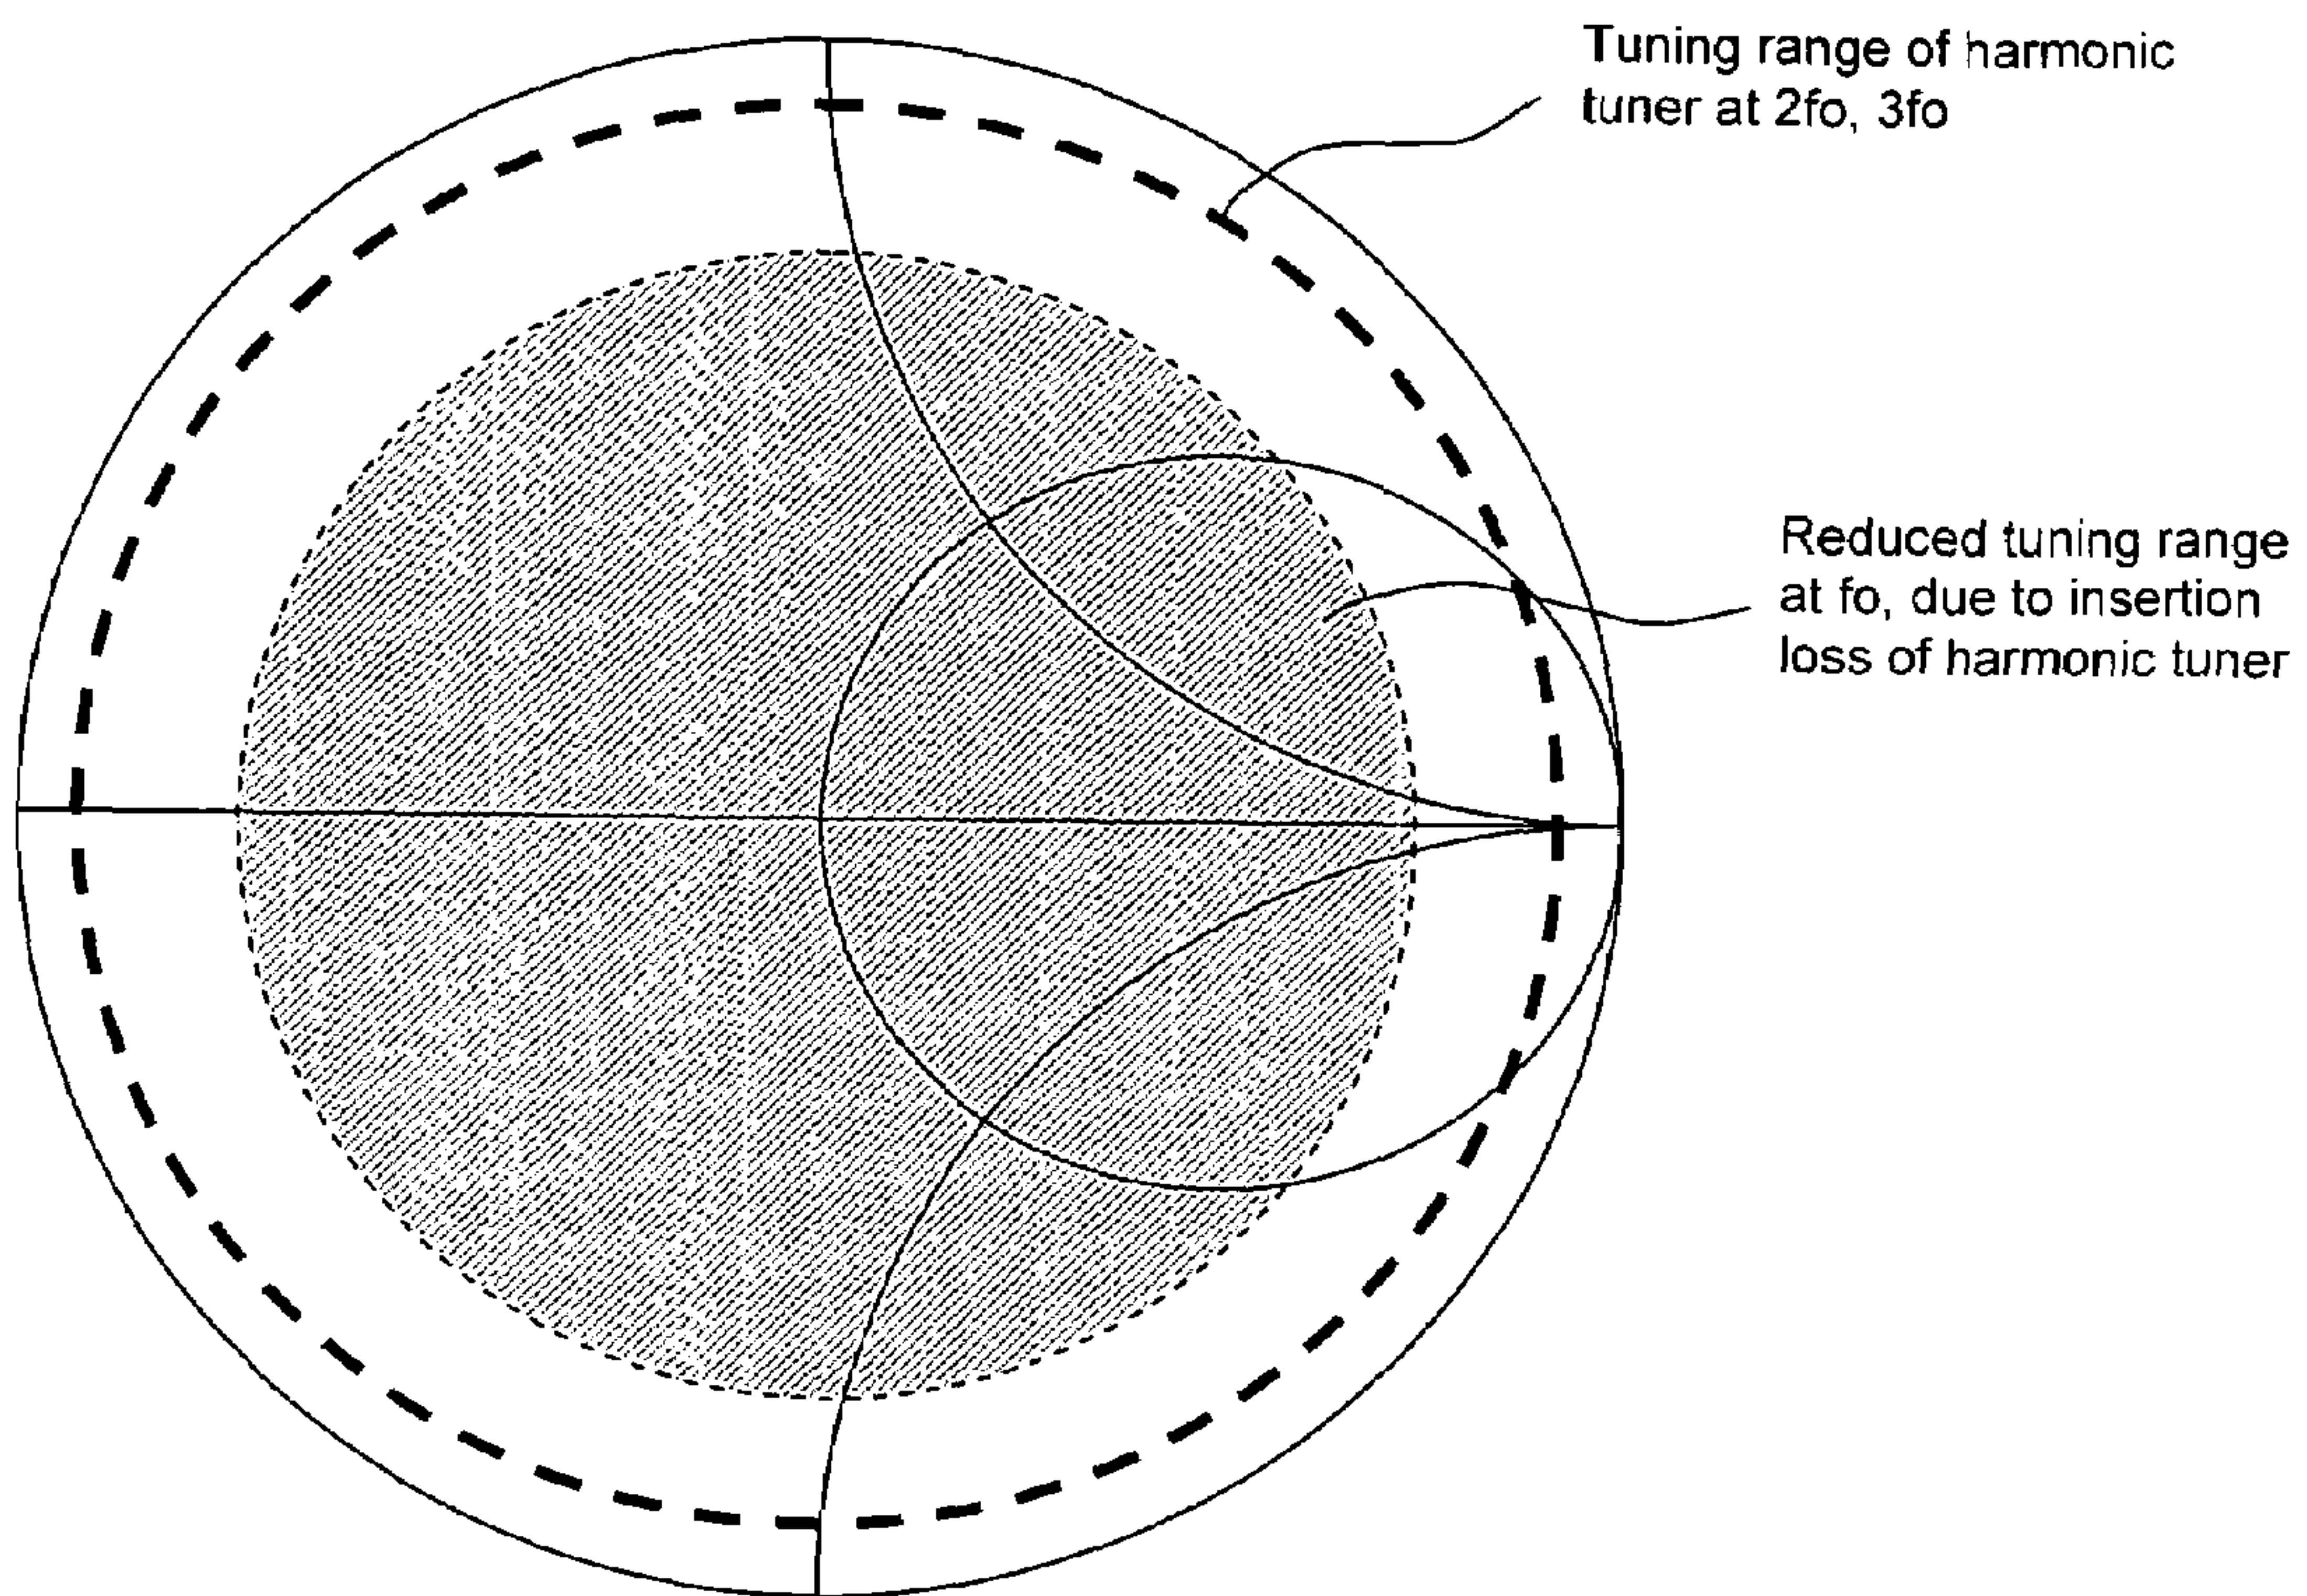 Tuning range of harmonic
tuner at 2fo, 3fo
Reduced tuning range
at fo, due to insertion
loss of harmonic tuner